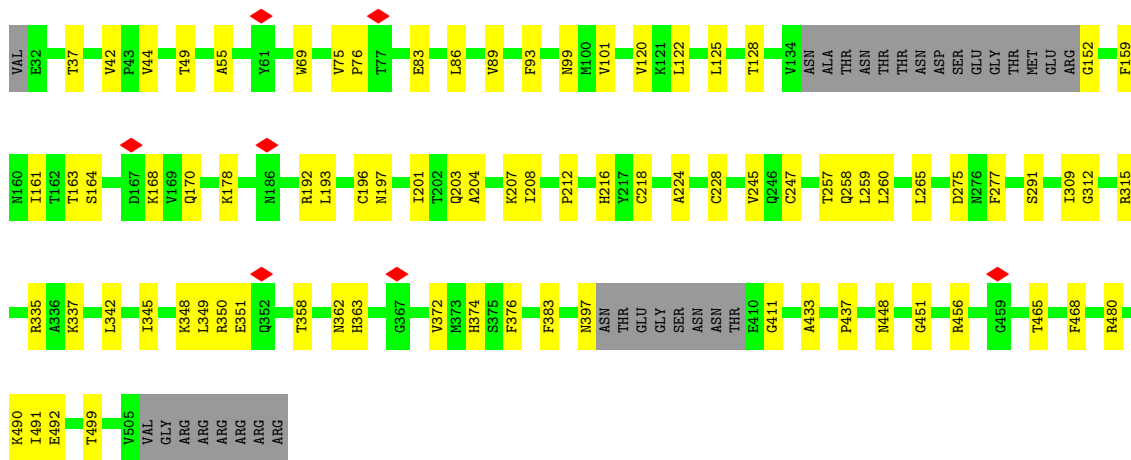 VAL E32 T37 V42 P43 V44 T49 A55 Y61 W69 V75 P76 T77 E83 L86 V89 F93 N99 M100 V101 V120 K121 L122 L125 T128 V134 ASN ALA THR ASN THR THR ASN ASP SER GLU GLY THR MET GLU ARG G152 F159
N160 I161 T162 T163 S164 D167 K168 V169 Q170 K178 N186 R192 L193 C196 N197 I201 T202 Q203 A204 K207 I208 P212 H216 Y217 C218 A224 C228 V245 Q246 C247 T257 Q258 L259 L260 L265 D275 N276 F277 S291 I309 G312 R315
R335 A336 K337 L342 I345 K348 L349 R350 E351 Q352 T358 N362 H363 G367 V372 M373 H374 S375 F376 F383 N397 ASN THR GLU GLY SER ASN ASN THR E410 G411 A433 P437 N448 G451 R456 G459 T465 F468 R480
K490 I491 E492 T499 V505 VAL GLY ARG ARG ARG ARG ARG ARG